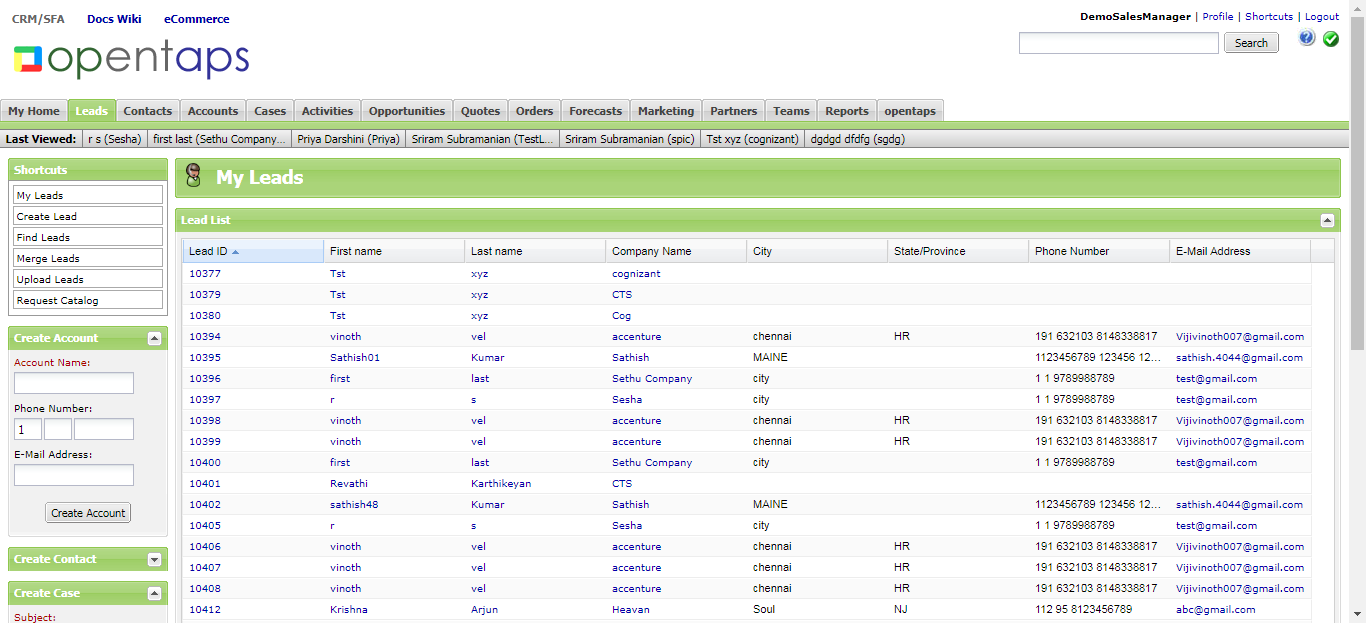 CRM/SFA Docs Wiki eCommerce
DemoSalesManager | Profile | Shortcuts | Logout
opentaps
Search
My Home Leads Contacts Accounts Cases Activities Opportunities Quotes Orders Forecasts Marketing Partners Teams Reports opentaps
Last Viewed: r s (Sesha) first last (Sethu Company... Priya Darshini (Priya) Sriram Subramanian (TestL... Sriram Subramanian (spic) Tst xyz (cognizant) dgdgd dfdfg (sgdg)
Shortcuts
My Leads
Create Lead
Find Leads
Merge Leads
Upload Leads
Request Catalog
Create Account
Account Name:
Phone Number:
1
E-Mail Address:
Create Account
Create Contact
Create Case
Subject:
My Leads
Lead List
Lead ID First name Last name Company Name City State/Province Phone Number E-Mail Address
10377 Tst xyz cognizant
10379 Tst xyz CTS
10380 Tst xyz Cog
10394 vinoth vel accenture chennai HR 191 632103 8148338817 Vijivinoth007@gmail.com
10395 Sathish01 Kumar Sathish MAINE 1123456789 123456 12... sathish.4044@gmail.com
10396 first last Sethu Company city 1 1 9789988789 test@gmail.com
10397 r s Sesha city 1 1 9789988789 test@gmail.com
10398 vinoth vel accenture chennai HR 191 632103 8148338817 Vijivinoth007@gmail.com
10399 vinoth vel accenture chennai HR 191 632103 8148338817 Vijivinoth007@gmail.com
10400 first last Sethu Company city 1 1 9789988789 test@gmail.com
10401 Revathi Karthikeyan CTS
10402 sathish48 Kumar Sathish MAINE 1123456789 123456 12... sathish.4044@gmail.com
10405 r s Sesha city 1 1 9789988789 test@gmail.com
10406 vinoth vel accenture chennai HR 191 632103 8148338817 Vijivinoth007@gmail.com
10407 vinoth vel accenture chennai HR 191 632103 8148338817 Vijivinoth007@gmail.com
10408 vinoth vel accenture chennai HR 191 632103 8148338817 Vijivinoth007@gmail.com
10412 Krishna Arjun Heavan Soul NJ 112 95 8123456789 abc@gmail.com